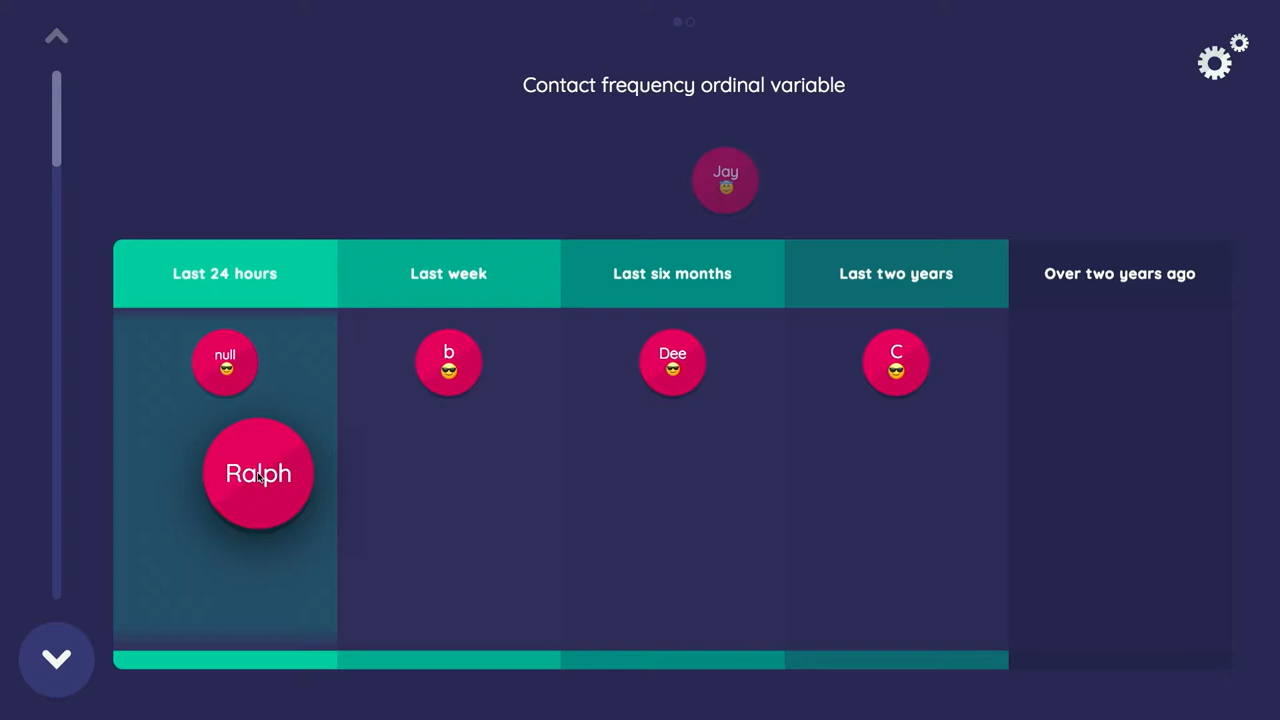 Contact frequency ordinal variable
Jay
Last 24 hours
Last week
Last six months
Last two years
Over two years ago
null
b
Dee
C
Ralph